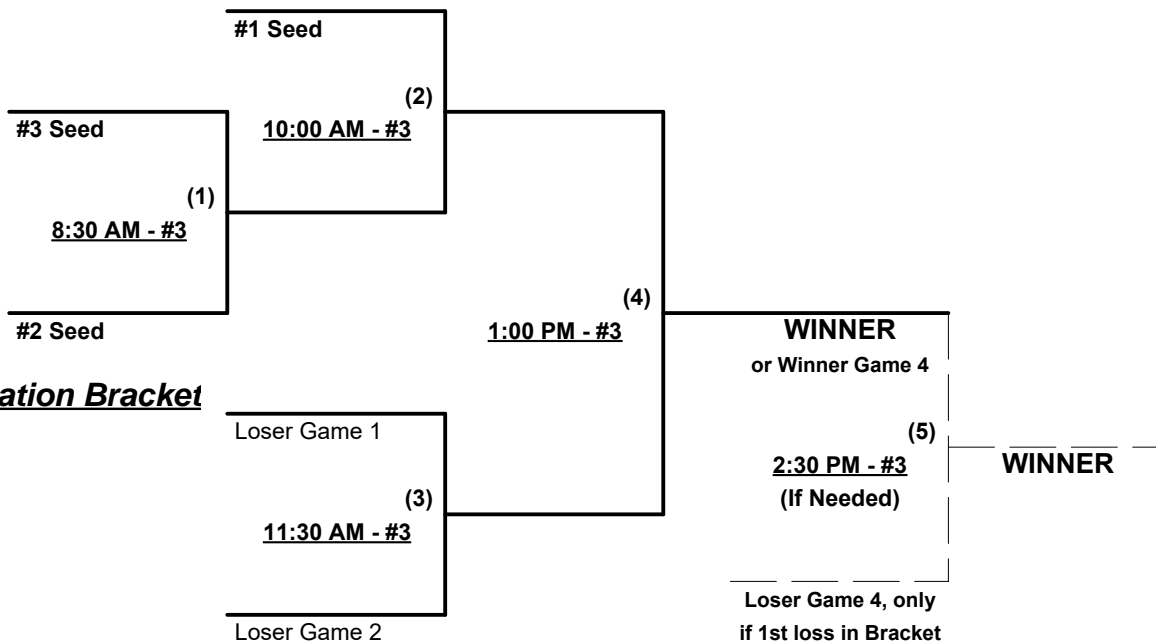 #1 Seed
(2)
10:00 AM - #3
#3 Seed
(1)
8:30 AM - #3
#2 Seed
(4)
1:00 PM - #3
WINNER
or Winner Game 4
Bracket
Loser Game 1
(5)
2:30 PM - #3
(If Needed)
WINNER
(3)
11:30 AM - #3
Loser Game 4, only
if 1st loss in Bracket
Loser Game 2